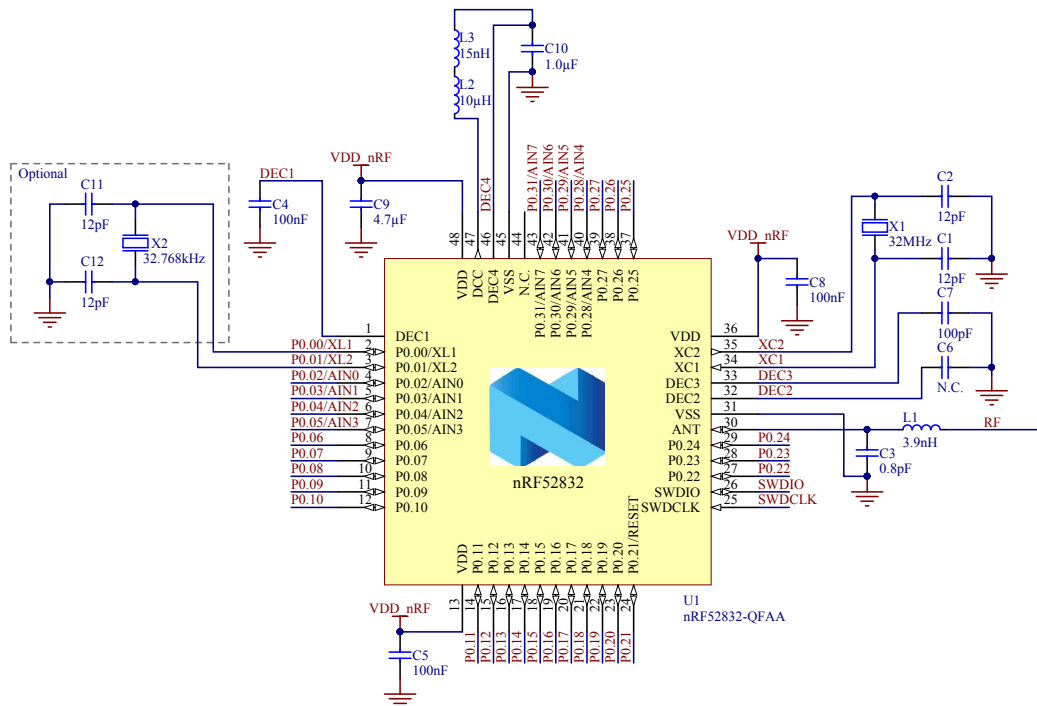 L3
15nH
L2
10µH
C10
1.0µF
DEC4
P0.31/AIN7
P0.30/AIN6
P0.29/AIN5
P0.28/AIN4
P0.27
P0.26
P0.25
Optional
C11
12pF
X2
32.768kHz
C12
12pF
DEC1
C4
100nF
VDD_nRF
C9
4.7µF
48
47
46
45
44
43
42
41
40
39
38
37
VDD
DCC
DEC4
VSS
N.C.
P0.31/AIN7
P0.30/AIN6
P0.29/AIN5
P0.28/AIN4
P0.27
P0.26
P0.25
C2
12pF
X1
32MHz
C1
12pF
VDD_nRF
C8
100nF
C7
100pF
C6
N.C.
1 DEC1
P0.00/XL1 2 P0.00/XL1
P0.01/XL2 3 P0.01/XL2
P0.02/AIN0 4 P0.02/AIN0
P0.03/AIN1 5 P0.03/AIN1
P0.04/AIN2 6 P0.04/AIN2
P0.05/AIN3 7 P0.05/AIN3
P0.06 8 P0.06
P0.07 9 P0.07
P0.08 10 P0.08
P0.09 11 P0.09
P0.10 12 P0.10
nRF52832
VDD 36
XC2 35 XC2
XC1 34 XC1
DEC3 33 DEC3
DEC2 32 DEC2
VSS 31
ANT 30
P0.24 29 P0.24
P0.23 28 P0.23
P0.22 27 P0.22
SWDIO 26 SWDIO
SWDCLK 25 SWDCLK
L1
3.9nH
RF
C3
0.8pF
VDD
P0.11
P0.12
P0.13
P0.14
P0.15
P0.16
P0.17
P0.18
P0.19
P0.20
P0.21/RESET
13
14
15
16
17
18
19
20
21
22
23
24
U1
nRF52832-QFAA
VDD_nRF
C5
100nF
P0.11
P0.12
P0.13
P0.14
P0.15
P0.16
P0.17
P0.18
P0.19
P0.20
P0.21